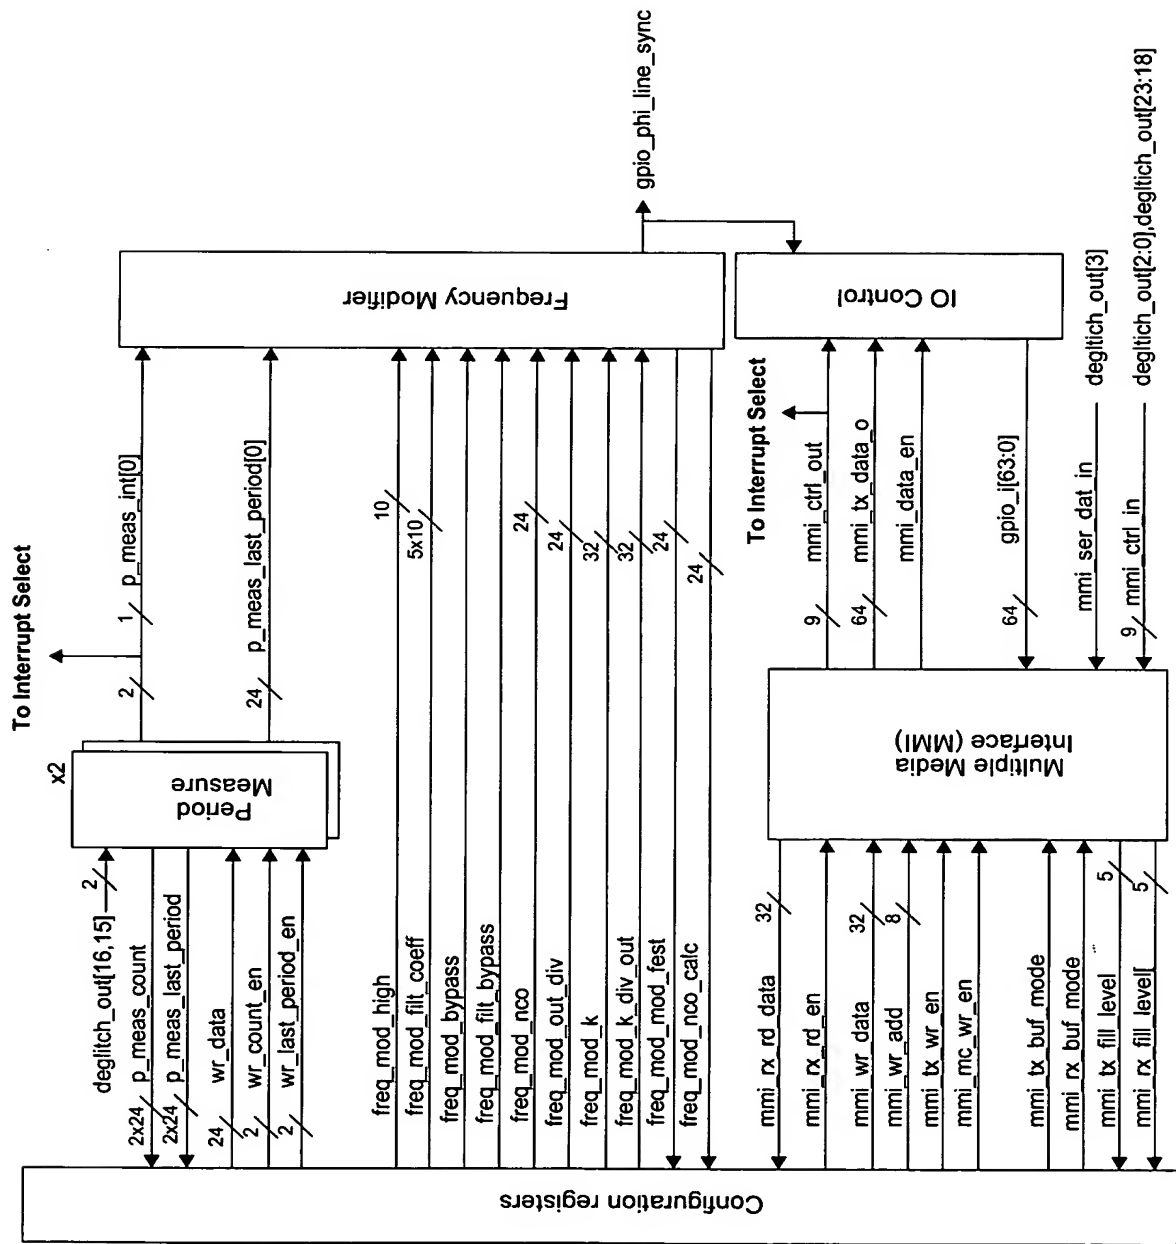 To Interrupt Select
x2
Period
Measure
deglitch_out[16,15]
2
2x24
p_meas_count
2x24
p_meas_last_period
24
wr_data
2
wr_count_en
2
wr_last_period_en
2
1
p_meas_int[0]
24
p_meas_last_period[0]
Frequency Modifier
gpio_phi_line_sync
freq_mod_high
10
freq_mod_filt_coeff
5x10
freq_mod_bypass
freq_mod_filt_bypass
freq_mod_nco
24
freq_mod_out_div
24
freq_mod_k
32
freq_mod_k_div_out
32
freq_mod_mod_fest
24
freq_mod_nco_calc
24
To Interrupt Select
IO Control
9
mmi_ctrl_out
64
mmi_tx_data_o
mmi_data_en
64
gpio_i[63:0]
mmi_ser_dat_in
degltich_out[3]
9
mmi_ctrl_in
degltich_out[2:0],degltich_out[23:18]
Multiple Media
Interface (MMI)
mmi_rx_rd_data
32
mmi_rx_rd_en
mmi_wr_data
32
mmi_wr_add
8
mmi_tx_wr_en
mmi_mc_wr_en
mmi_tx_buf_mode
mmi_rx_buf_mode
mmi_tx_fill_level
5
mmi_rx_fill_level[
5
Configuration registers